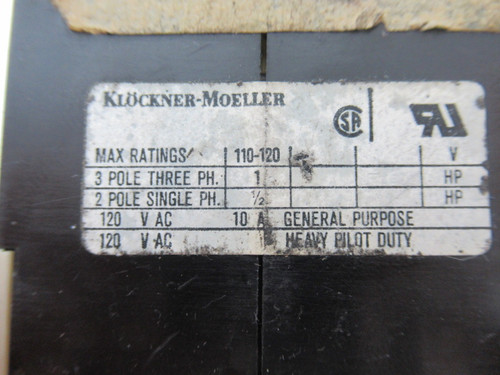 KLÖCKNER-MOELLER
SA
MAX RATINGS 110-120 V
3 POLE THREE PH. 1 HP
2 POLE SINGLE PH. 1/2 HP
120 V AC 10 A GENERAL PURPOSE
120 V AC HEAVY PILOT DUTY